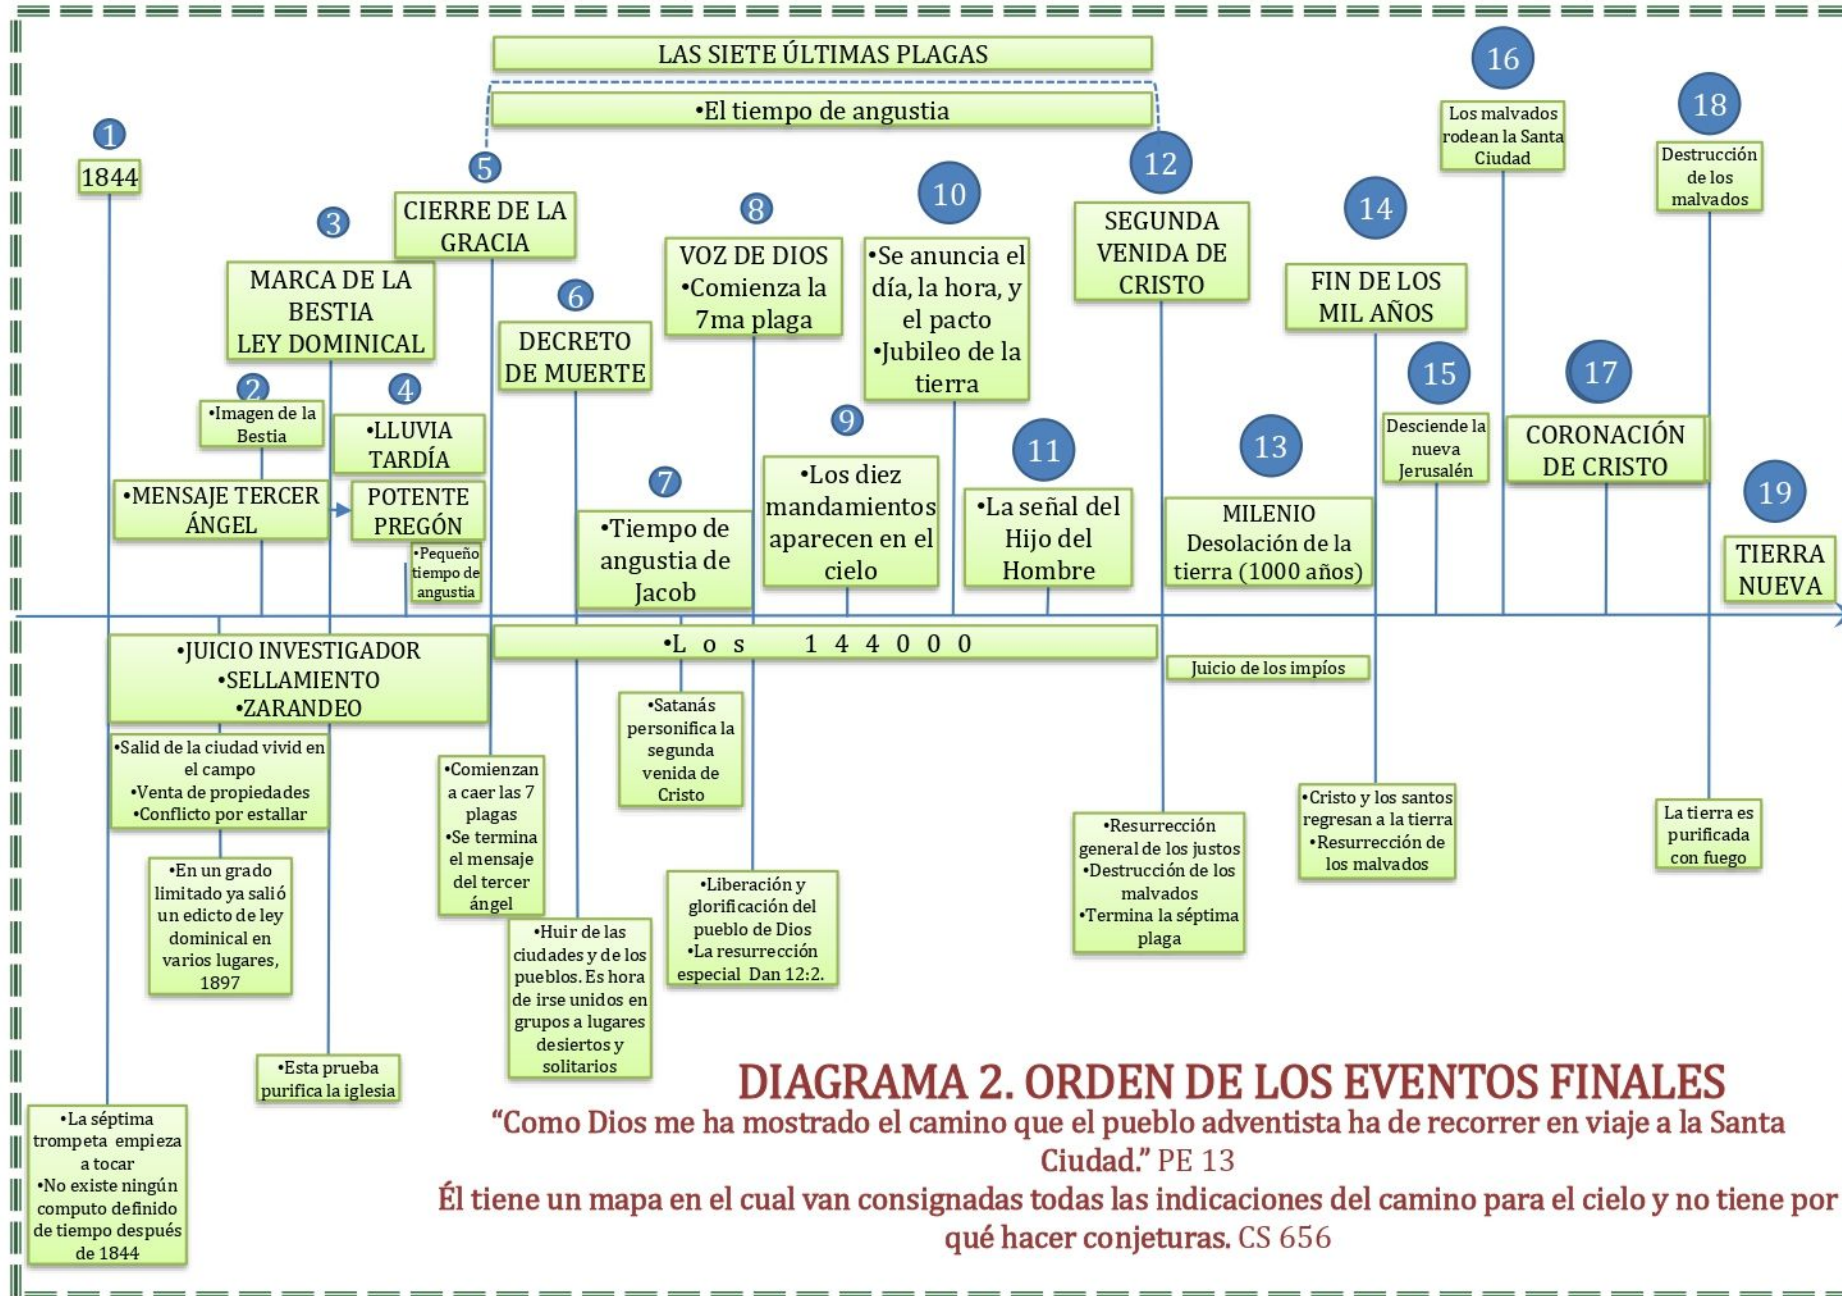 LAS SIETE ÚLTIMAS PLAGAS
•El tiempo de angustia
1
1844
2
•Imagen de la
Bestia
•MENSAJE TERCER
ÁNGEL
3
MARCA DE LA
BESTIA
LEY DOMINICAL
4
•LLUVIA
TARDÍA
POTENTE
PREGÓN
•Pequeño
tiempo de
angustia
5
CIERRE DE LA
GRACIA
6
DECRETO
DE MUERTE
7
•Tiempo de
angustia de
Jacob
8
VOZ DE DIOS
•Comienza la
7ma plaga
9
•Los diez
mandamientos
aparecen en el
cielo
10
•Se anuncia el
día, la hora, y
el pacto
•Jubileo de la
tierra
11
•La señal del
Hijo del
Hombre
12
SEGUNDA
VENIDA DE
CRISTO
13
MILENIO
Desolación de la
tierra (1000 años)
14
FIN DE LOS
MIL AÑOS
15
Desciende la
nueva
Jerusalén
16
Los malvados
rodean la Santa
Ciudad
17
CORONACIÓN
DE CRISTO
18
Destrucción
de los
malvados
19
TIERRA
NUEVA
•JUICIO INVESTIGADOR
•SELLAMIENTO
•ZARANDEO
•L o s 1 4 4 0 0 0
Juicio de los impíos
•Salid de la ciudad vivid en
el campo
•Venta de propiedades
•Conflicto por estallar
•En un grado
limitado ya salió
un edicto de ley
dominical en
varios lugares,
1897
•Esta prueba
purifica la iglesia
•La séptima
trompeta empieza
a tocar
•No existe ningún
computo definido
de tiempo después
de 1844
•Comienzan
a caer las 7
plagas
•Se termina
el mensaje
del tercer
ángel
•Huir de las
ciudades y de los
pueblos. Es hora
de irse unidos en
grupos a lugares
desiertos y
solitarios
•Satanás
personifica la
segunda
venida de
Cristo
•Liberación y
glorificación del
pueblo de Dios
•La resurrección
especial Dan 12:2.
•Resurrección
general de los justos
•Destrucción de los
malvados
•Termina la séptima
plaga
•Cristo y los santos
regresan a la tierra
•Resurrección de
los malvados
La tierra es
purificada
con fuego
DIAGRAMA 2. ORDEN DE LOS EVENTOS FINALES
“Como Dios me ha mostrado el camino que el pueblo adventista ha de recorrer en viaje a la Santa
Ciudad.” PE 13
Él tiene un mapa en el cual van consignadas todas las indicaciones del camino para el cielo y no tiene por
qué hacer conjeturas. CS 656